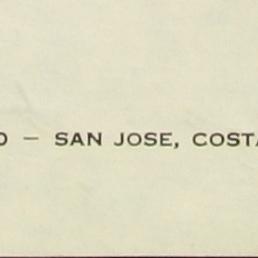 O — SAN JOSE, COSTA